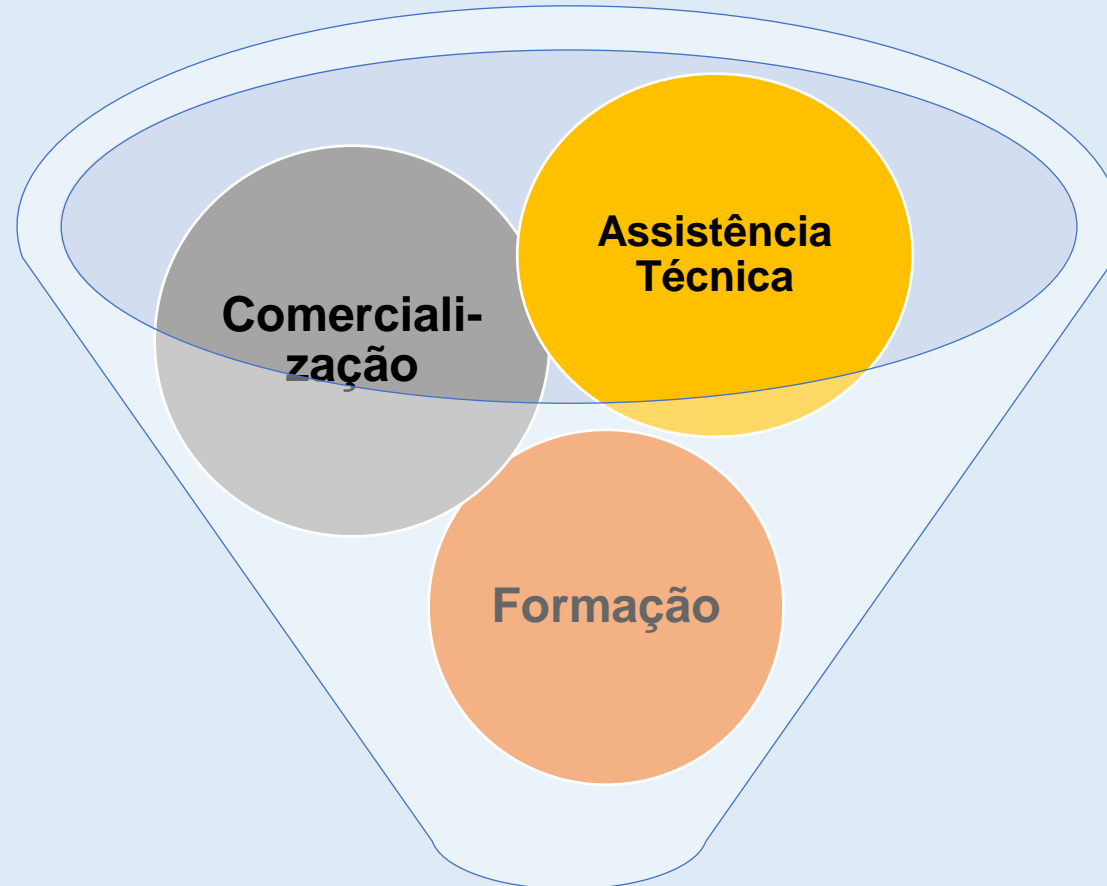 Assistência
Técnica
Comerciali-
zação
Formação